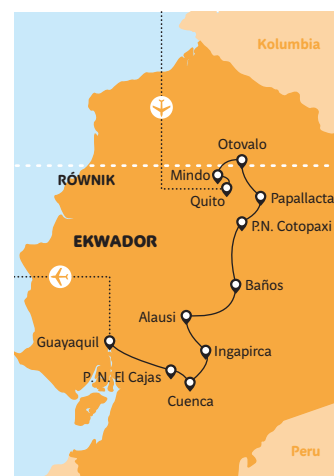 Kolumbia
Otovalo
RÓWNIK
Mindo
Quito
Papallacta
P.N. Cotopaxi
EKWADOR
Baños
Alausi
Guayaquil
Ingapirca
P. N. El Cajas
Cuenca
Peru